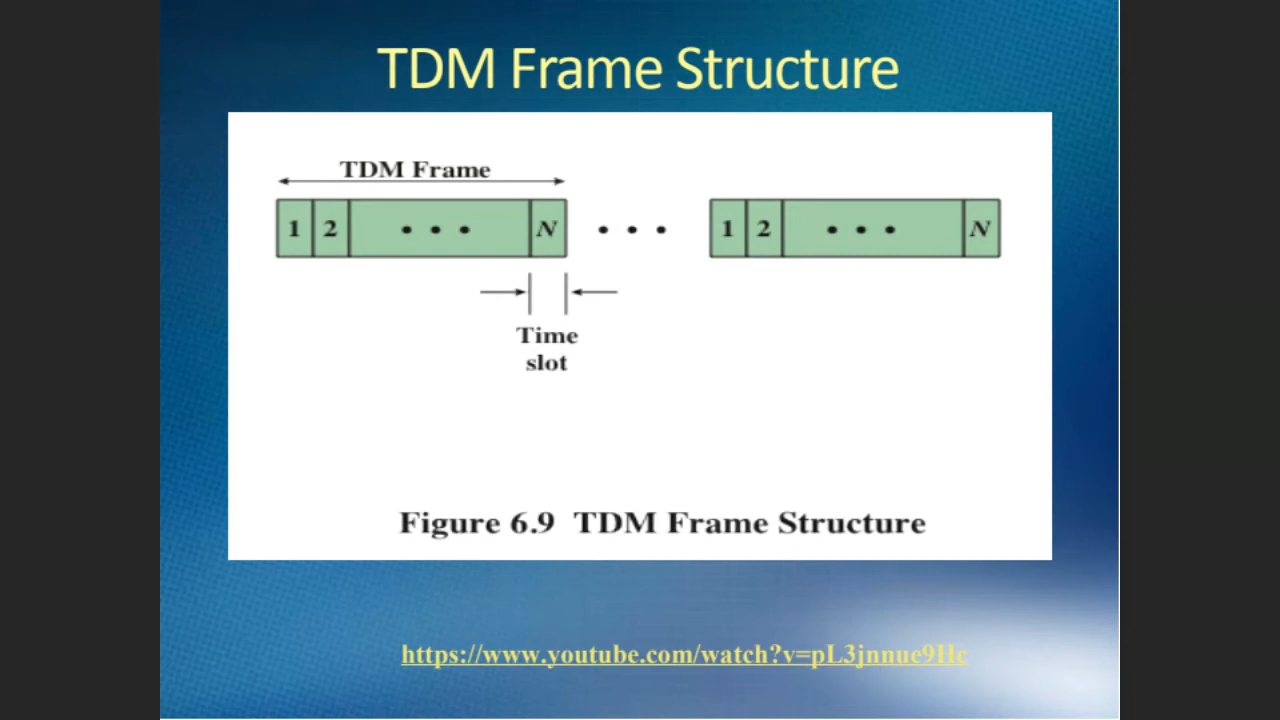 TDM Frame Structure
TDM Frame
1 2 • • • N • • • 1 2 • • • N
Time
slot
Figure 6.9 TDM Frame Structure
https://www.youtube.com/watch?v=pL3jnnue9Hc